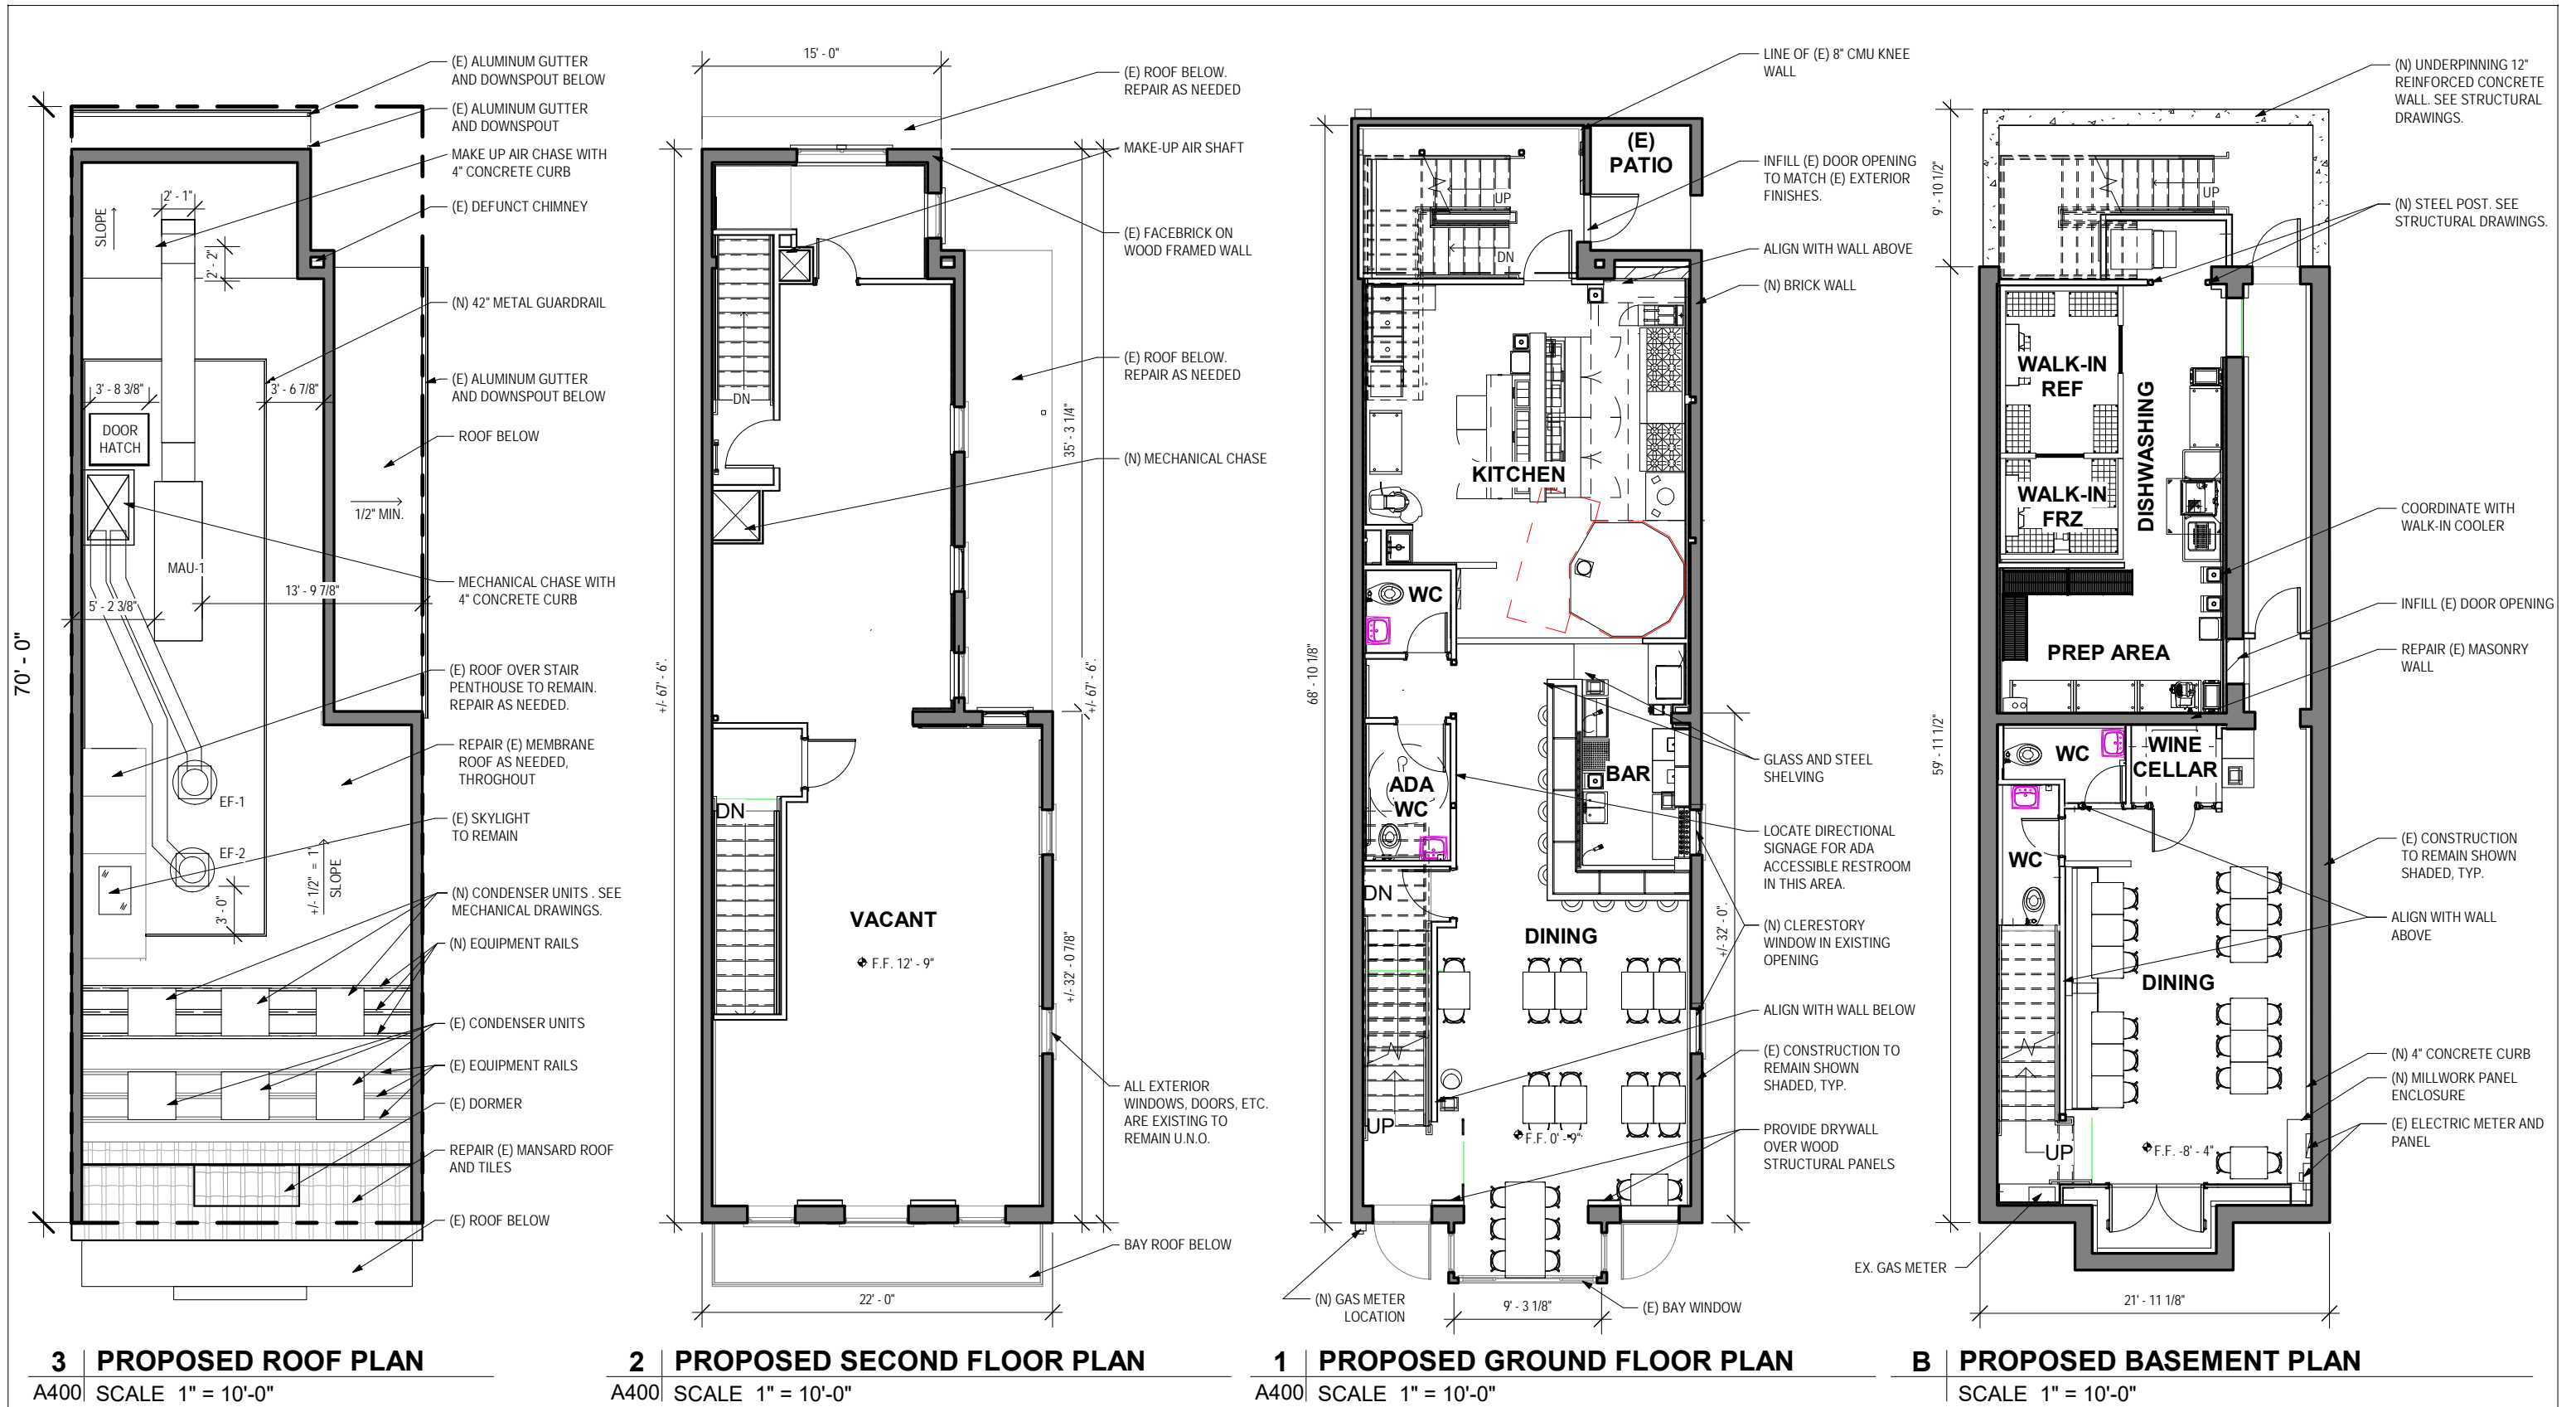 (E) ALUMINUM GUTTER
AND DOWNSPOUT BELOW
(E) ALUMINUM GUTTER
AND DOWNSPOUT
MAKE UP AIR CHASE WITH
4" CONCRETE CURB
(E) DEFUNCT CHIMNEY
(N) 42" METAL GUARDRAIL
(E) ALUMINUM GUTTER
AND DOWNSPOUT BELOW
ROOF BELOW
MECHANICAL CHASE WITH
4" CONCRETE CURB
(E) ROOF OVER STAIR
PENTHOUSE TO REMAIN.
REPAIR AS NEEDED.
REPAIR (E) MEMBRANE
ROOF AS NEEDED,
THROGHOUT
(E) SKYLIGHT
TO REMAIN
(N) CONDENSER UNITS . SEE
MECHANICAL DRAWINGS.
(N) EQUIPMENT RAILS
(E) CONDENSER UNITS
(E) EQUIPMENT RAILS
(E) DORMER
REPAIR (E) MANSARD ROOF
AND TILES
(E) ROOF BELOW
70' - 0"
SLOPE
2' - 1"
2' - 2"
3' - 8 3/8"
3' - 6 7/8"
DOOR
HATCH
1/2" MIN.
MAU-1
13' - 9 7/8"
5' - 2 3/8"
EF-1
EF-2
3' - 0"
+/- 1/2" = 1'
SLOPE
3 PROPOSED ROOF PLAN
A400 SCALE 1" = 10'-0"
15' - 0"
(E) ROOF BELOW.
REPAIR AS NEEDED
MAKE-UP AIR SHAFT
(E) FACEBRICK ON
WOOD FRAMED WALL
(E) ROOF BELOW.
REPAIR AS NEEDED
(N) MECHANICAL CHASE
ALL EXTERIOR
WINDOWS, DOORS, ETC.
ARE EXISTING TO
REMAIN U.N.O.
BAY ROOF BELOW
+/- 67' - 6".
35' - 3 1/4"
+/- 67' - 6".
+/- 32' - 0 7/8"
DN
DN
VACANT
F.F. 12' - 9"
22' - 0"
2 PROPOSED SECOND FLOOR PLAN
A400 SCALE 1" = 10'-0"
LINE OF (E) 8" CMU KNEE
WALL
INFILL (E) DOOR OPENING
TO MATCH (E) EXTERIOR
FINISHES.
ALIGN WITH WALL ABOVE
(N) BRICK WALL
GLASS AND STEEL
SHELVING
LOCATE DIRECTIONAL
SIGNAGE FOR ADA
ACCESSIBLE RESTROOM
IN THIS AREA.
(N) CLERESTORY
WINDOW IN EXISTING
OPENING
ALIGN WITH WALL BELOW
(E) CONSTRUCTION TO
REMAIN SHOWN
SHADED, TYP.
PROVIDE DRYWALL
OVER WOOD
STRUCTURAL PANELS
(E) BAY WINDOW
(N) GAS METER
LOCATION
68' - 10 1/8"
+/- 32' - 0".
9' - 3 1/8"
(E)
PATIO
UP
DN
KITCHEN
WC
BAR
ADA
WC
DN
DINING
UP
F.F. 0' - 9"
1 PROPOSED GROUND FLOOR PLAN
A400 SCALE 1" = 10'-0"
(N) UNDERPINNING 12"
REINFORCED CONCRETE
WALL. SEE STRUCTURAL
DRAWINGS.
(N) STEEL POST. SEE
STRUCTURAL DRAWINGS.
COORDINATE WITH
WALK-IN COOLER
INFILL (E) DOOR OPENING
REPAIR (E) MASONRY
WALL
(E) CONSTRUCTION
TO REMAIN SHOWN
SHADED, TYP.
ALIGN WITH WALL
ABOVE
(N) 4" CONCRETE CURB
(N) MILLWORK PANEL
ENCLOSURE
(E) ELECTRIC METER AND
PANEL
EX. GAS METER
9' - 10 1/2"
59' - 11 1/2"
UP
WALK-IN
REF
WALK-IN
FRZ
DISHWASHING
PREP AREA
WC
WINE
CELLAR
WC
DINING
UP
F.F. -8' - 4"
21' - 11 1/8"
B PROPOSED BASEMENT PLAN
SCALE 1" = 10'-0"